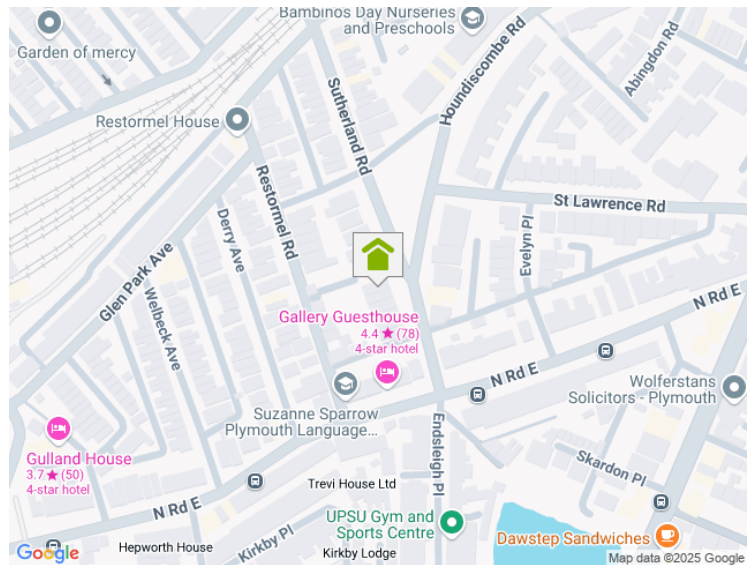 Bambinos Day Nurseries
and Preschools
Garden of mercy
Houndiscombe Rd
Abingdon Rd
Restormel House
Sutherland Rd
Restormel Rd
St Lawrence Rd
Derry Ave
Evelyn Pl
Glen Park Ave
Welbeck Ave
N Rd E
Gallery Guesthouse
4.4 ★ (78)
4-star hotel
N Rd E
Wolferstans
Solicitors - Plymouth
Suzanne Sparrow
Plymouth Language...
Endsleigh Pl
Gulland House
3.7 ★ (50)
4-star hotel
Skardon Pl
Trevi House Ltd
N Rd E
UPSU Gym and
Sports Centre
Dawstep Sandwiches
Kirkby Pl
Hepworth House
Kirkby Lodge
Google
Map data ©2025 Google